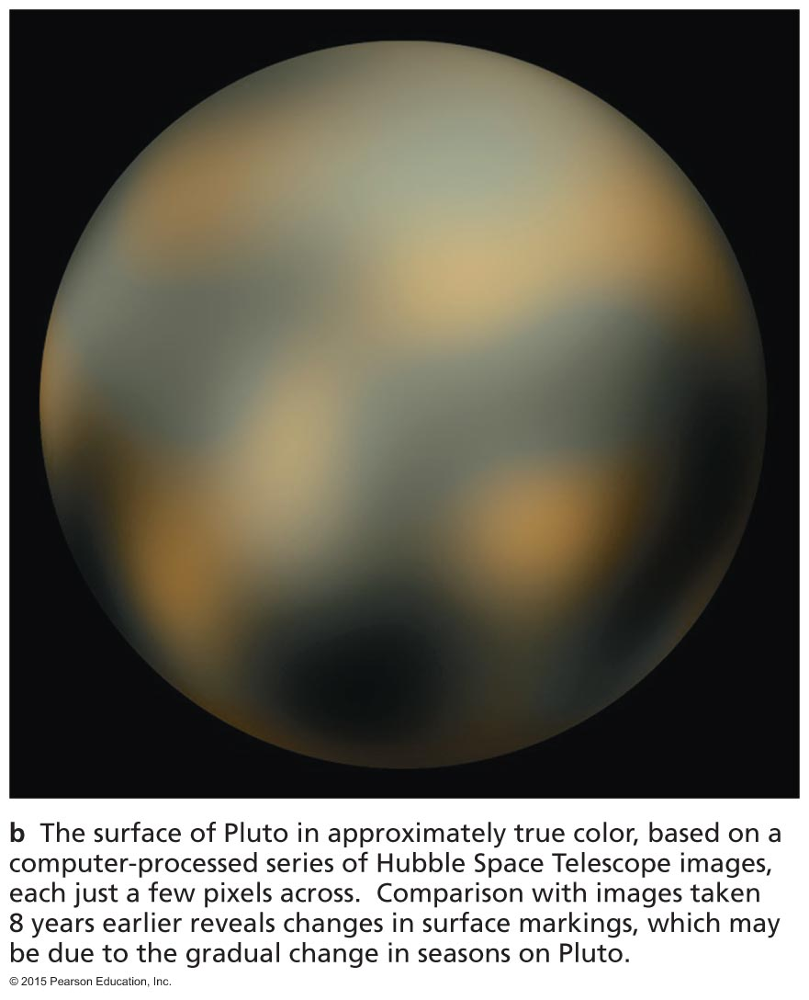 b The surface of Pluto in approximately true color, based on a
computer-processed series of Hubble Space Telescope images,
each just a few pixels across. Comparison with images taken
8 years earlier reveals changes in surface markings, which may
be due to the gradual change in seasons on Pluto.
© 2015 Pearson Education, Inc.